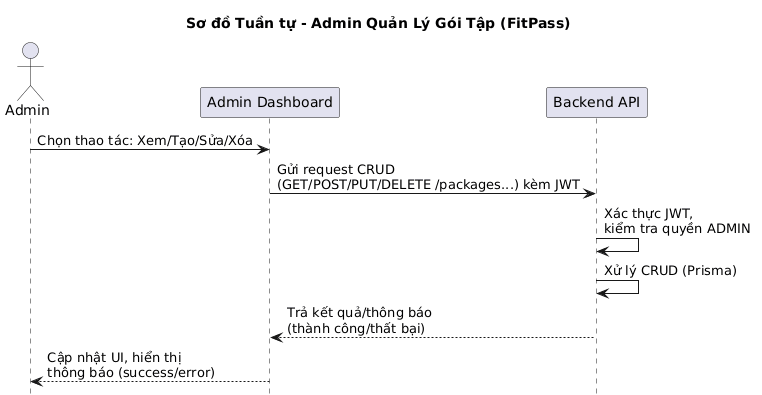 Sơ đồ Tuần tự - Admin Quản Lý Gói Tập (FitPass)
Admin
Admin Dashboard
Backend API
Chọn thao tác: Xem/Tạo/Sửa/Xóa
Gửi request CRUD
(GET/POST/PUT/DELETE /packages...) kèm JWT
Xác thực JWT,
kiểm tra quyền ADMIN
Xử lý CRUD (Prisma)
Trả kết quả/thông báo
(thành công/thất bại)
Cập nhật UI, hiển thị
thông báo (success/error)